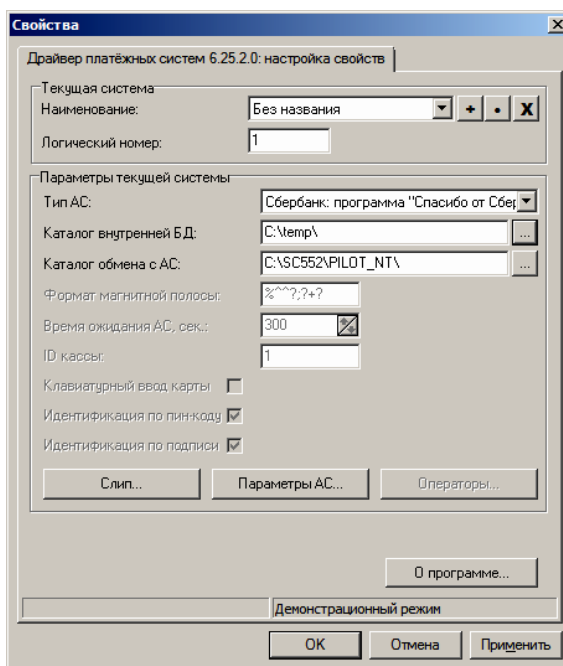 Свойства
Драйвер платёжных систем 6.25.2.0: настройка свойств
Текущая система
Наименование: Без названия + • X
Логический номер: 1
Параметры текущей системы
Тип АС: Сбербанк: программа "Спасибо от Сбер
Каталог внутренней БД: C:\temp\ ...
Каталог обмена с АС: C:\SC552\PILOT_NT\ ...
Формат магнитной полосы: %^^?;?+?
Время ожидания АС, сек.: 300
ID кассы: 1
Клавиатурный ввод карты
Идентификация по пин-коду
Идентификация по подписи
Слип... Параметры АС... Операторы...
О программе...
Демонстрационный режим
OK Отмена Применить